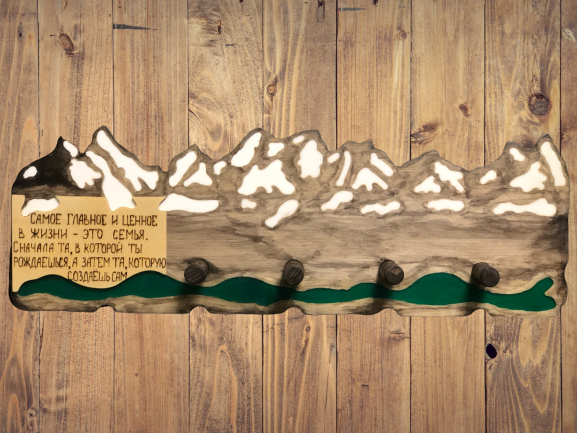 САМОЕ ГЛАВНОЕ И ЦЕННОЕ
В ЖИЗНИ - ЭТО СЕМЬЯ.
СНАЧАЛА ТА, В КОТОРОЙ ТЫ
РОЖДАЕШЬСЯ, А ЗАТЕМ ТА, КОТОРУЮ
СОЗДАЁШЬ САМ